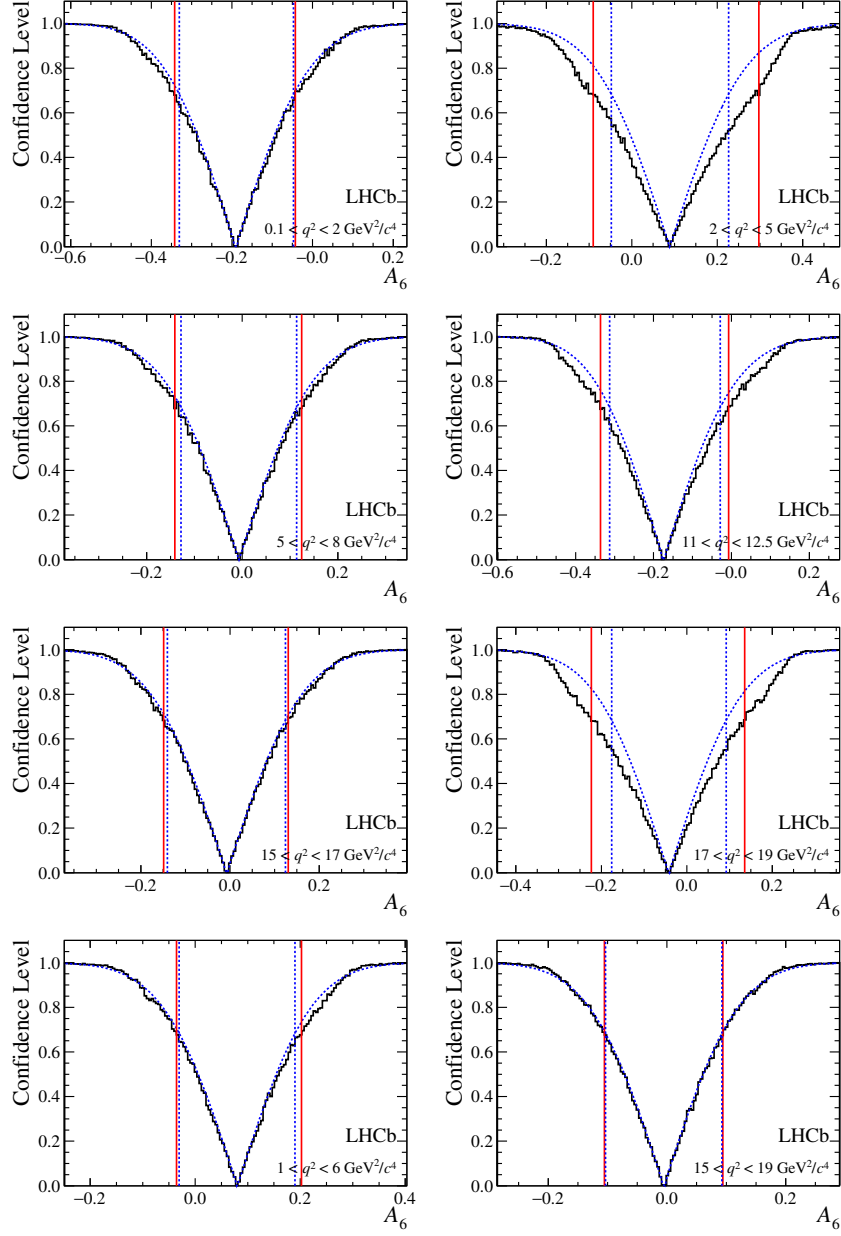 Confidence Level
1.0
0.8
0.6
0.4
0.2
0.0
LHCb
0.1 < q² < 2 GeV²/c⁴
−0.6 −0.4 −0.2 −0.0 0.2
A₆
Confidence Level
1.0
0.8
0.6
0.4
0.2
0.0
LHCb
2 < q² < 5 GeV²/c⁴
−0.2 0.0 0.2 0.4
A₆
Confidence Level
1.0
0.8
0.6
0.4
0.2
0.0
LHCb
5 < q² < 8 GeV²/c⁴
−0.2 0.0 0.2
A₆
Confidence Level
1.0
0.8
0.6
0.4
0.2
0.0
LHCb
11 < q² < 12.5 GeV²/c⁴
−0.6 −0.4 −0.2 −0.0 0.2
A₆
Confidence Level
1.0
0.8
0.6
0.4
0.2
0.0
LHCb
15 < q² < 17 GeV²/c⁴
−0.2 0.0 0.2
A₆
Confidence Level
1.0
0.8
0.6
0.4
0.2
0.0
LHCb
17 < q² < 19 GeV²/c⁴
−0.4 −0.2 0.0 0.2
A₆
Confidence Level
1.0
0.8
0.6
0.4
0.2
0.0
LHCb
1 < q² < 6 GeV²/c⁴
−0.2 0.0 0.2 0.4
A₆
Confidence Level
1.0
0.8
0.6
0.4
0.2
0.0
LHCb
15 < q² < 19 GeV²/c⁴
−0.2 0.0 0.2
A₆